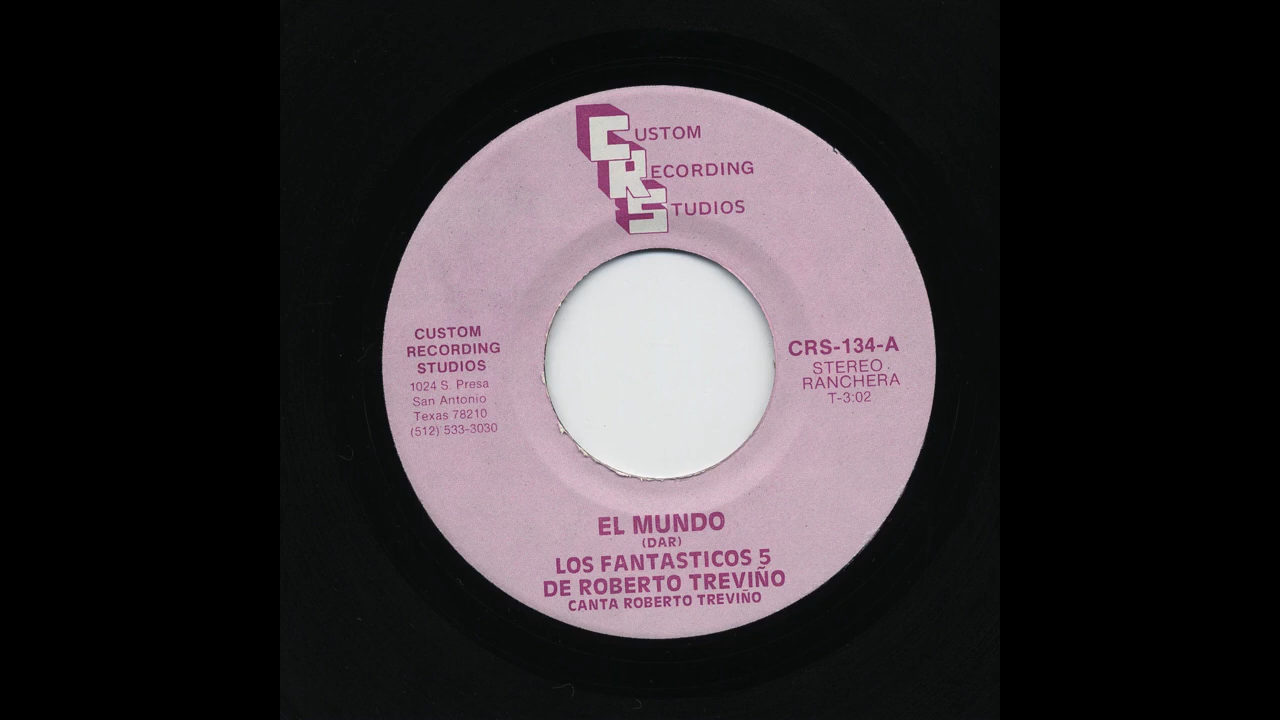 CUSTOM
RECORDING
STUDIOS
CUSTOM
RECORDING
STUDIOS
1024 S. Presa
San Antonio
Texas 78210
(512) 533-3030
CRS-134-A
STEREO
RANCHERA
T-3:02
EL MUNDO
(DAR)
LOS FANTASTICOS 5
DE ROBERTO TREVIÑO
CANTA ROBERTO TREVIÑO